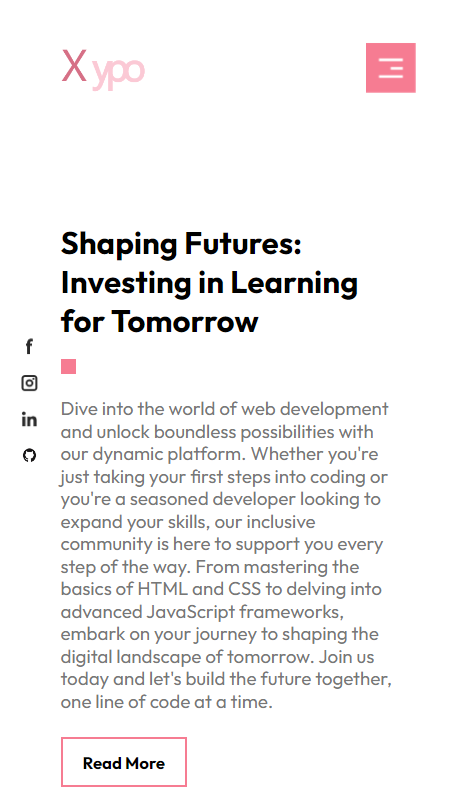 X ypo
Shaping Futures:
Investing in Learning
for Tomorrow
Dive into the world of web development
and unlock boundless possibilities with
our dynamic platform. Whether you're
just taking your first steps into coding or
you're a seasoned developer looking to
expand your skills, our inclusive
community is here to support you every
step of the way. From mastering the
basics of HTML and CSS to delving into
advanced JavaScript frameworks,
embark on your journey to shaping the
digital landscape of tomorrow. Join us
today and let's build the future together,
one line of code at a time.
Read More